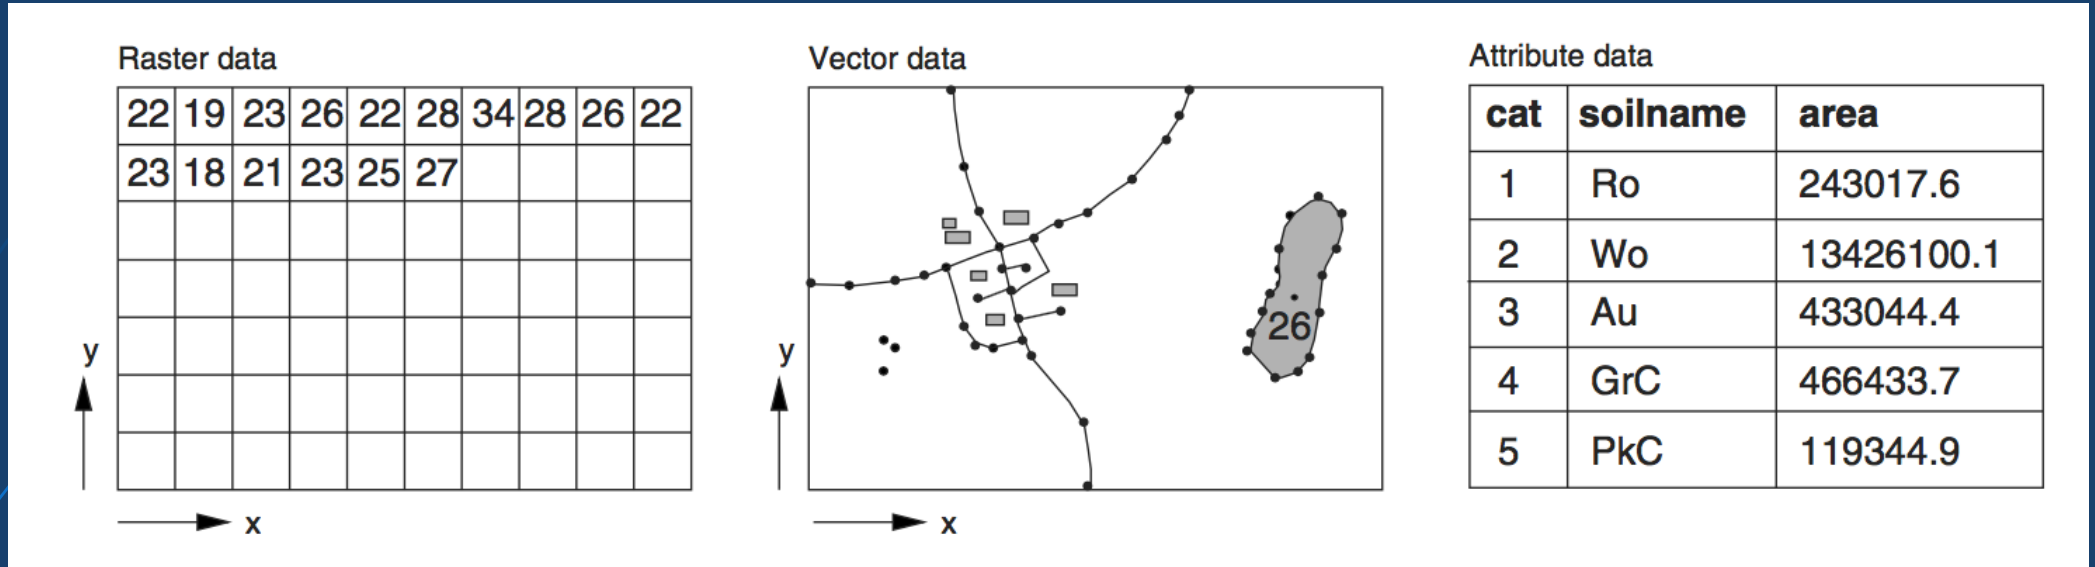 Raster data
22 19 23 26 22 28 34 28 26 22
23 18 21 23 25 27
y
x
Vector data
26
y
x
Attribute data
cat soilname area
1 Ro 243017.6
2 Wo 13426100.1
3 Au 433044.4
4 GrC 466433.7
5 PkC 119344.9